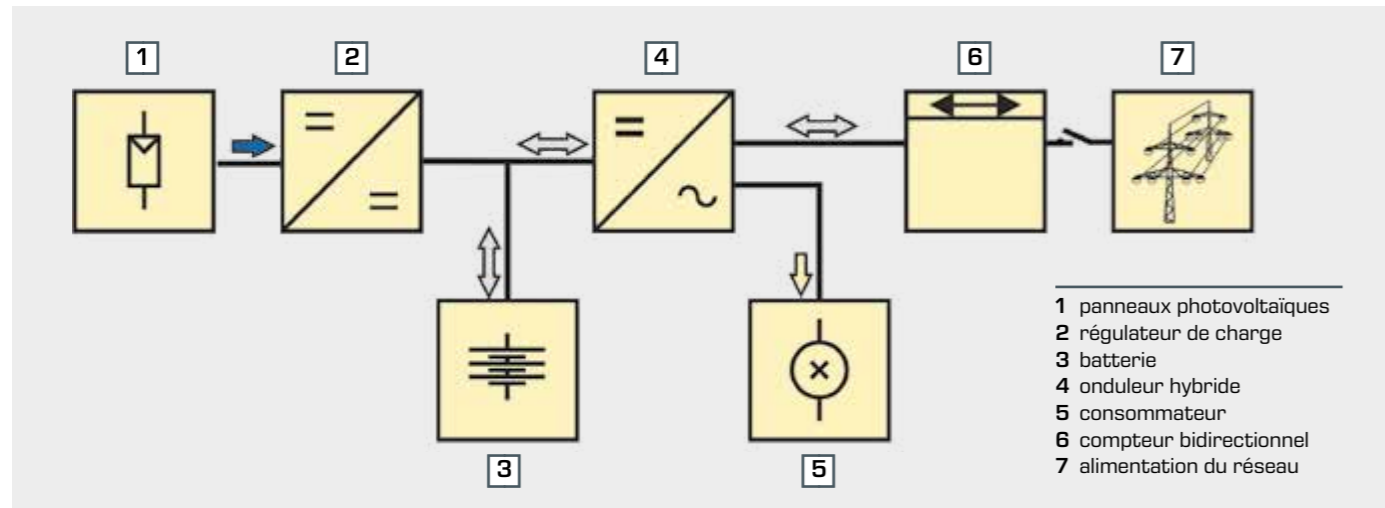 1
2
4
6
7
3
5
1 panneaux photovoltaïques
2 régulateur de charge
3 batterie
4 onduleur hybride
5 consommateur
6 compteur bidirectionnel
7 alimentation du réseau